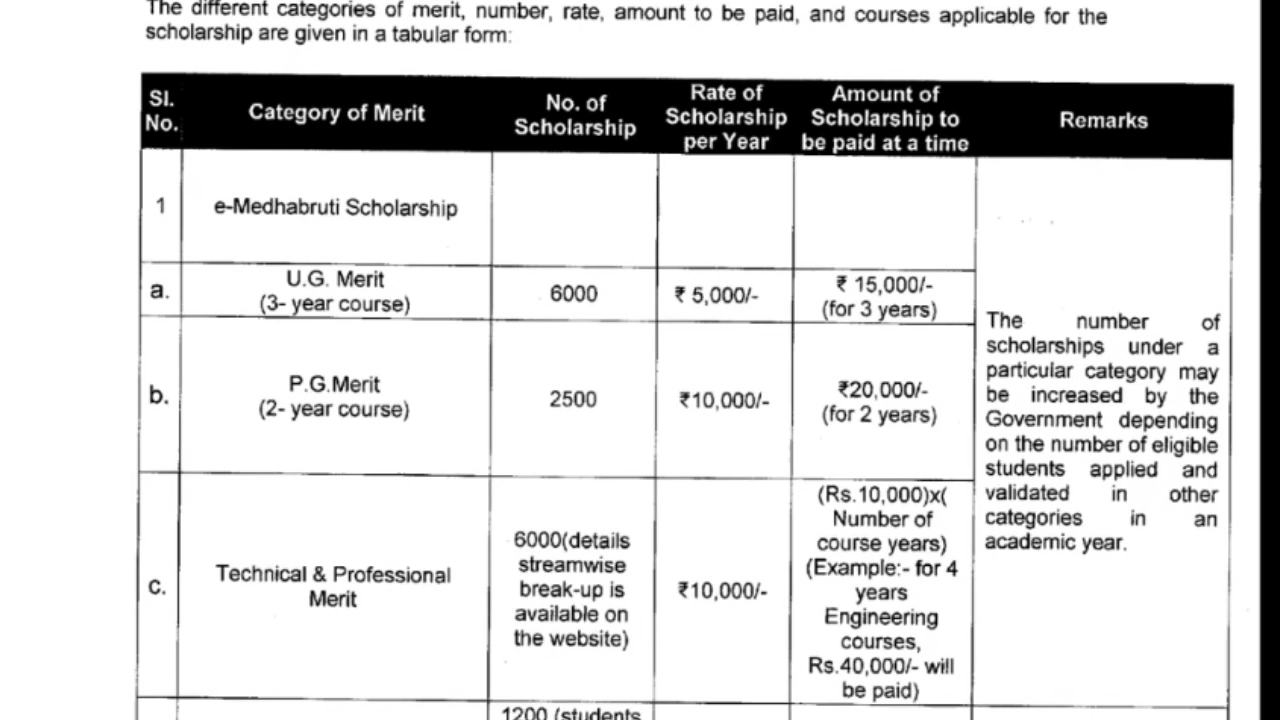 The different categories of merit, number, rate, amount to be paid, and courses applicable for the
scholarship are given in a tabular form:
Sl.
No.
Category of Merit
No. of
Scholarship
Rate of
Scholarship
per Year
Amount of
Scholarship to
be paid at a time
Remarks
1
e-Medhabruti Scholarship
a.
U.G. Merit
(3- year course)
6000
₹ 5,000/-
₹ 15,000/-
(for 3 years)
b.
P.G.Merit
(2- year course)
2500
₹10,000/-
₹20,000/-
(for 2 years)
c.
Technical & Professional
Merit
6000(details
streamwise
break-up is
available on
the website)
₹10,000/-
(Rs.10,000)x(
Number of
course years)
(Example:- for 4
years
Engineering
courses,
Rs.40,000/- will
be paid)
The number of
scholarships under a
particular category may
be increased by the
Government depending
on the number of eligible
students applied and
validated in other
categories in an
academic year.
1200 (students